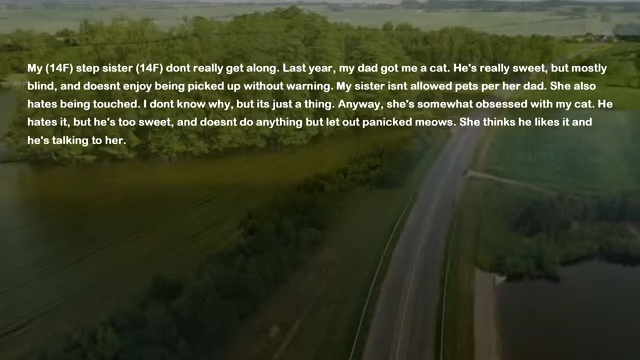 My (14F) step sister (14F) dont really get along. Last year, my dad got me a cat. He's really sweet, but mostly
blind, and doesnt enjoy being picked up without warning. My sister isnt allowed pets per her dad. She also
hates being touched. I dont know why, but its just a thing. Anyway, she's somewhat obsessed with my cat. He
hates it, but he's too sweet, and doesnt do anything but let out panicked meows. She thinks he likes it and
he's talking to her.